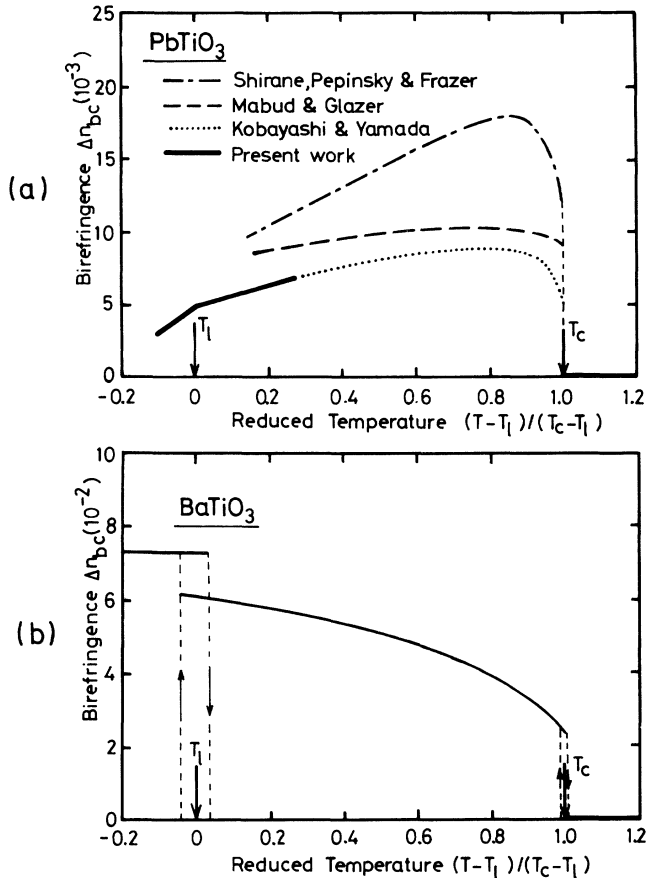 (a)
PbTiO3
Shirane, Pepinsky & Frazer
Mabud & Glazer
Kobayashi & Yamada
Present work
Birefringence Δnbc(10-3)
25
20
15
10
5
0
Tl
Tc
-0.2 0 0.2 0.4 0.6 0.8 1.0 1.2
Reduced Temperature (T-Tl)/(Tc-Tl)
(b)
BaTiO3
Birefringence Δnbc(10-2)
10
8
6
4
2
0
Tl
Tc
-0.2 0 0.2 0.4 0.6 0.8 1.0 1.2
Reduced Temperature (T-Tl)/(Tc-Tl)